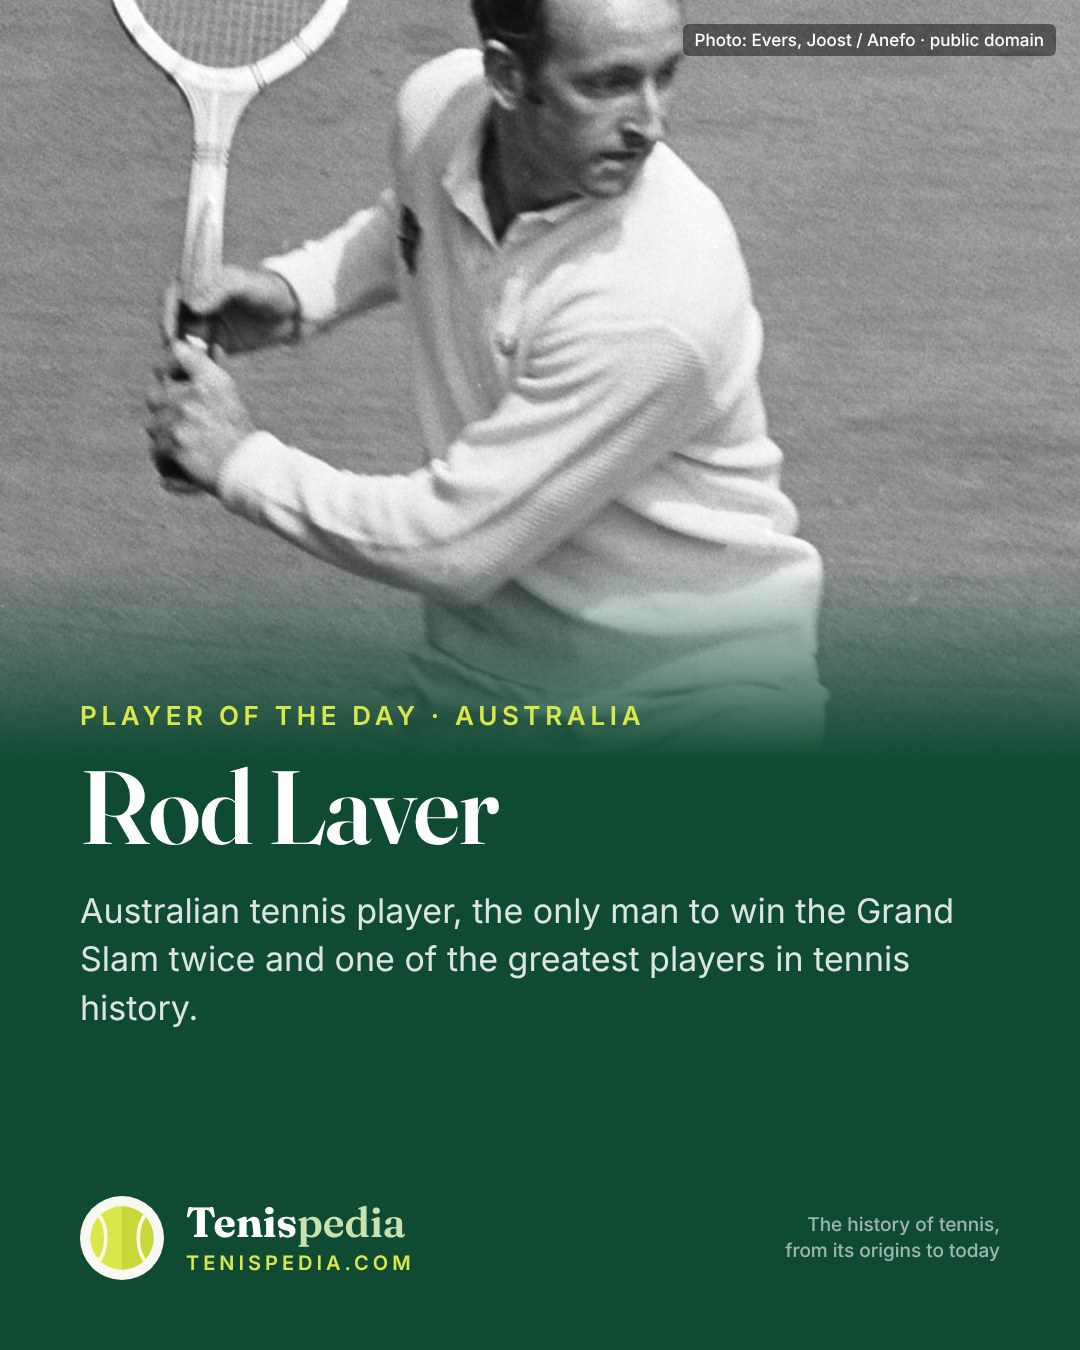 Photo: Evers, Joost / Anefo · public domain
PLAYER OF THE DAY · AUSTRALIA
Rod Laver
Australian tennis player, the only man to win the Grand
Slam twice and one of the greatest players in tennis
history.
Tenispedia
TENISPEDIA.COM
The history of tennis,
from its origins to today